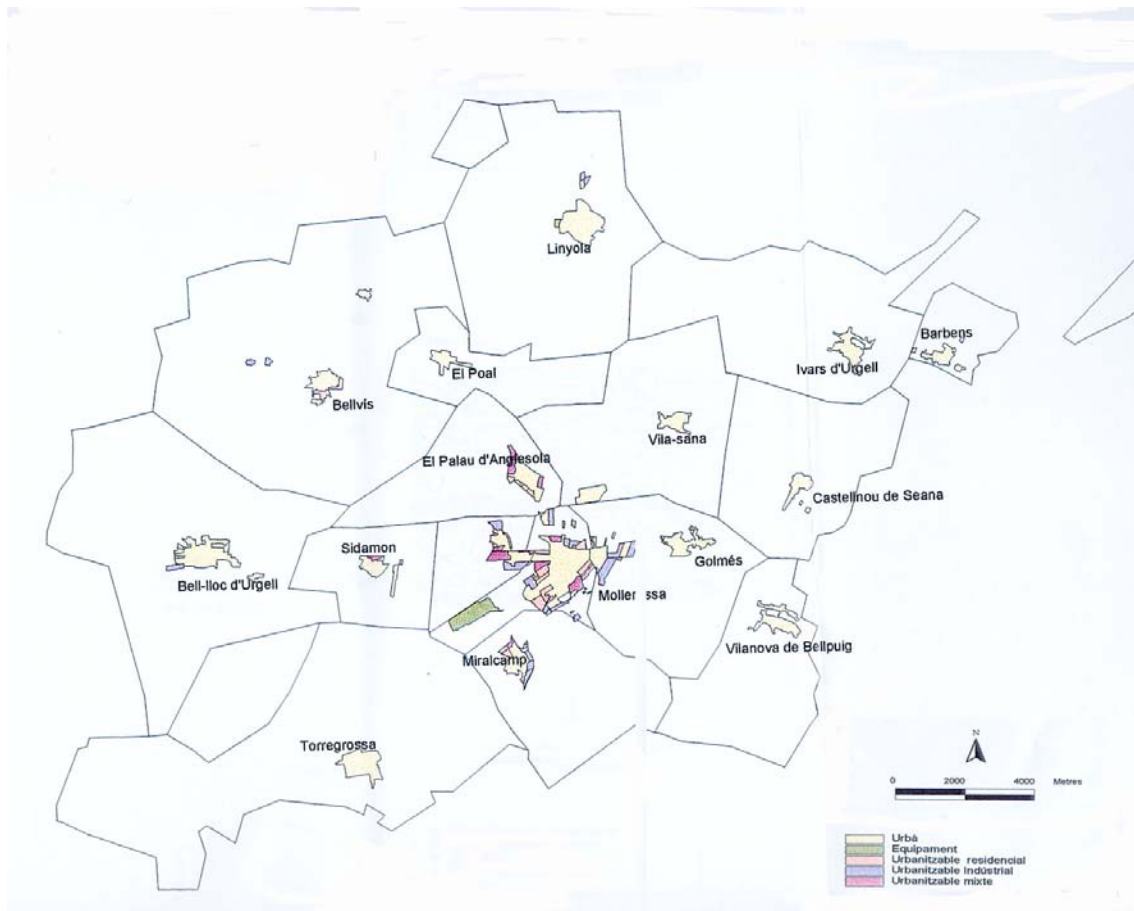 Linyola
Barbens
Ivars d'Urgell
El Poal
Bellvís
Vila-sana
El Palau d'Anglesola
Castellnou de Seana
Sidamon
Golmés
Bell-lloc d'Urgell
Mollerussa
Vilanova de Bellpuig
Miralcamp
Torregrossa
N
0 2000 4000 Metres
Urbà
Equipament
Urbanitzable residencial
Urbanitzable Indústrial
Urbanitzable mixte